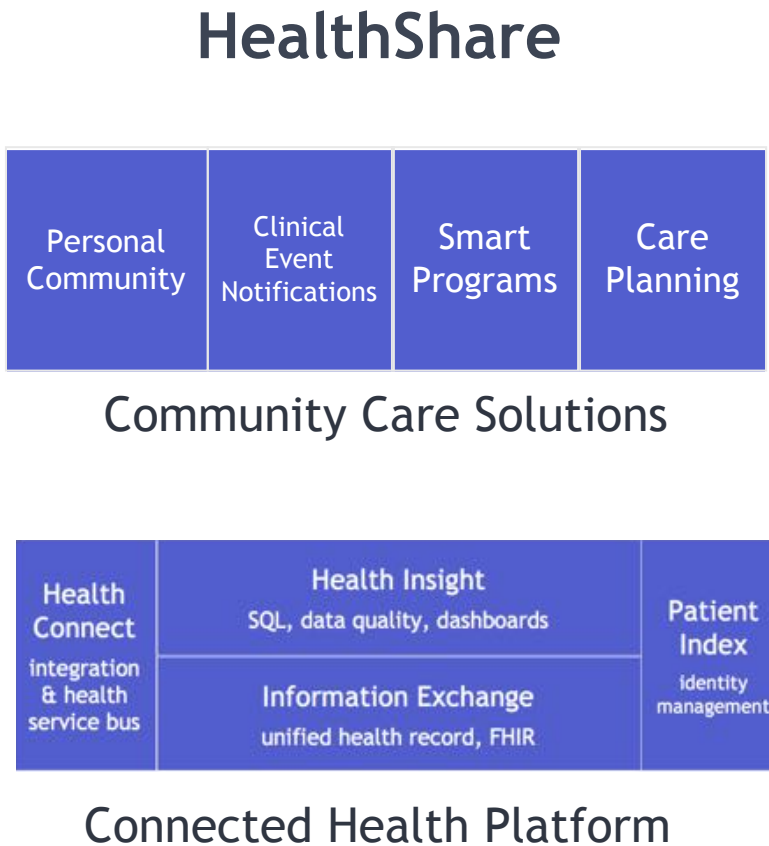 HealthShare
Personal
Community
Clinical
Event
Notifications
Smart
Programs
Care
Planning
Community Care Solutions
Health
Connect
integration
& health
service bus
Health Insight
SQL, data quality, dashboards
Information Exchange
unified health record, FHIR
Patient
Index
identity
management
Connected Health Platform